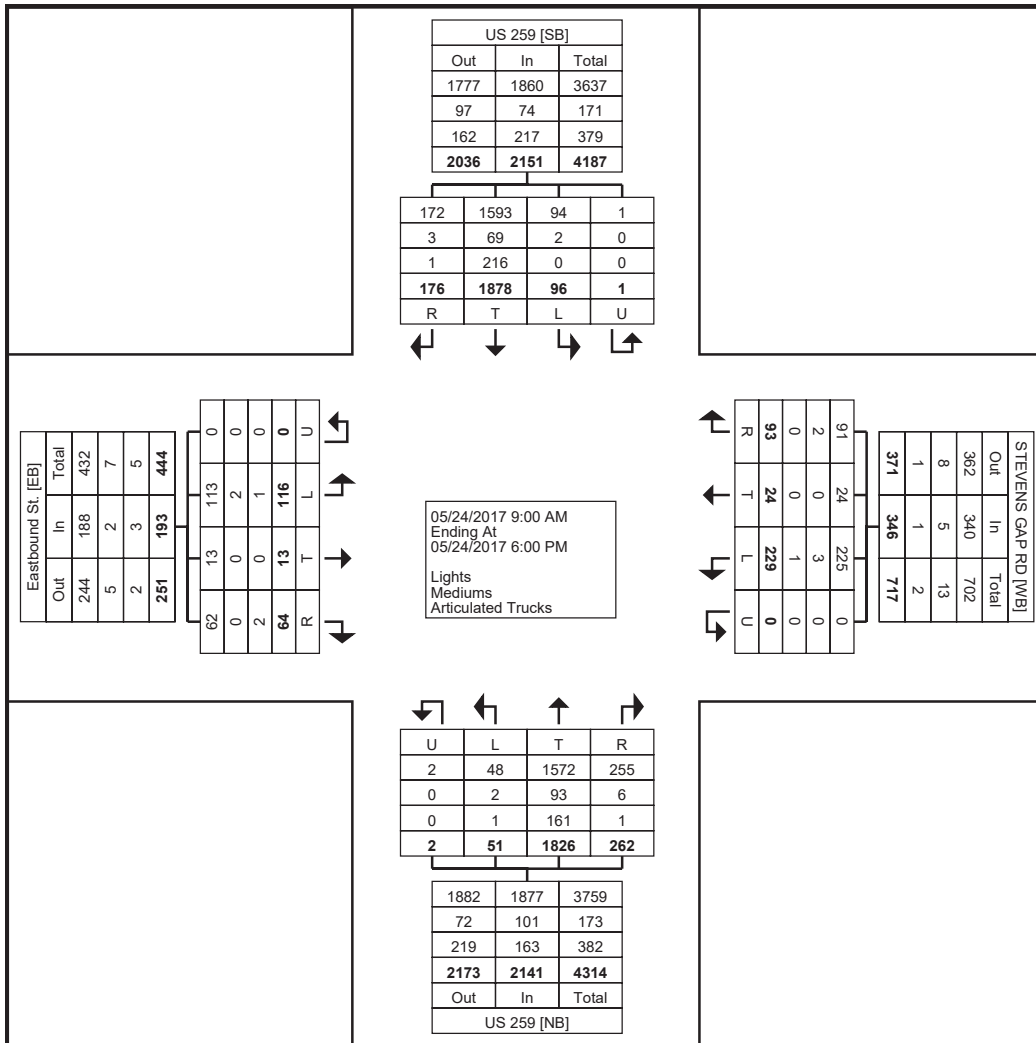 US 259 [SB]
Out In Total
1777 1860 3637
97 74 171
162 217 379
2036 2151 4187
172 1593 94 1
3 69 2 0
1 216 0 0
176 1878 96 1
R T L U
Eastbound St. [EB]
Total 432 7 5 444
In 188 2 3 193
Out 244 5 2 251
0 0 0 0 U
113 2 1 116 L
13 0 0 13 T
62 0 2 64 R
05/24/2017 9:00 AM
Ending At
05/24/2017 6:00 PM
Lights
Mediums
Articulated Trucks
R 93 0 2 91
T 24 0 0 24
L 229 1 3 225
U 0 0 0 0
371 1 8 362 Out
346 1 5 340 In
717 2 13 702 Total
STEVENS GAP RD [WB]
U L T R
2 48 1572 255
0 2 93 6
0 1 161 1
2 51 1826 262
1882 1877 3759
72 101 173
219 163 382
2173 2141 4314
Out In Total
US 259 [NB]